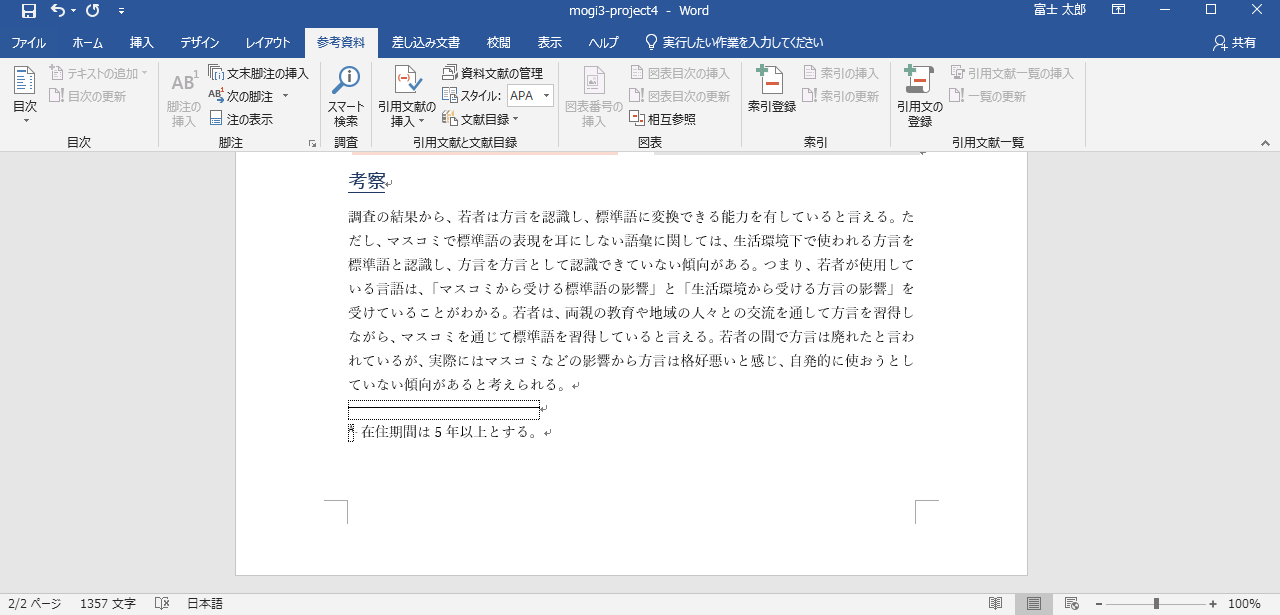 mogi3-project4 - Word
富士 太郎
ファイル ホーム 挿入 デザイン レイアウト 参考資料 差し込み文書 校閲 表示 ヘルプ 実行したい作業を入力してください 共有
目次
テキストの追加
目次の更新
目次
AB1
脚注の
挿入
文末脚注の挿入
AB1 次の脚注
注の表示
脚注
スマート
検索
調査
引用文献の
挿入
資料文献の管理
スタイル: APA
文献目録
引用文献と文献目録
図表番号の
挿入
図表目次の挿入
図表目次の更新
相互参照
図表
索引登録
索引の挿入
索引の更新
索引
引用文の
登録
引用文献一覧の挿入
一覧の更新
引用文献一覧
考察
調査の結果から、若者は方言を認識し、標準語に変換できる能力を有していると言える。た
だし、マスコミで標準語の表現を耳にしない語彙に関しては、生活環境下で使われる方言を
標準語と認識し、方言を方言として認識できていない傾向がある。つまり、若者が使用して
いる言語は、「マスコミから受ける標準語の影響」と「生活環境から受ける方言の影響」を
受けていることがわかる。若者は、両親の教育や地域の人々との交流を通して方言を習得し
ながら、マスコミを通じて標準語を習得していると言える。若者の間で方言は廃れたと言わ
れているが、実際にはマスコミなどの影響から方言は格好悪いと感じ、自発的に使おうとし
ていない傾向があると考えられる。
在住期間は 5 年以上とする。
2/2 ページ 1357 文字 日本語 100%